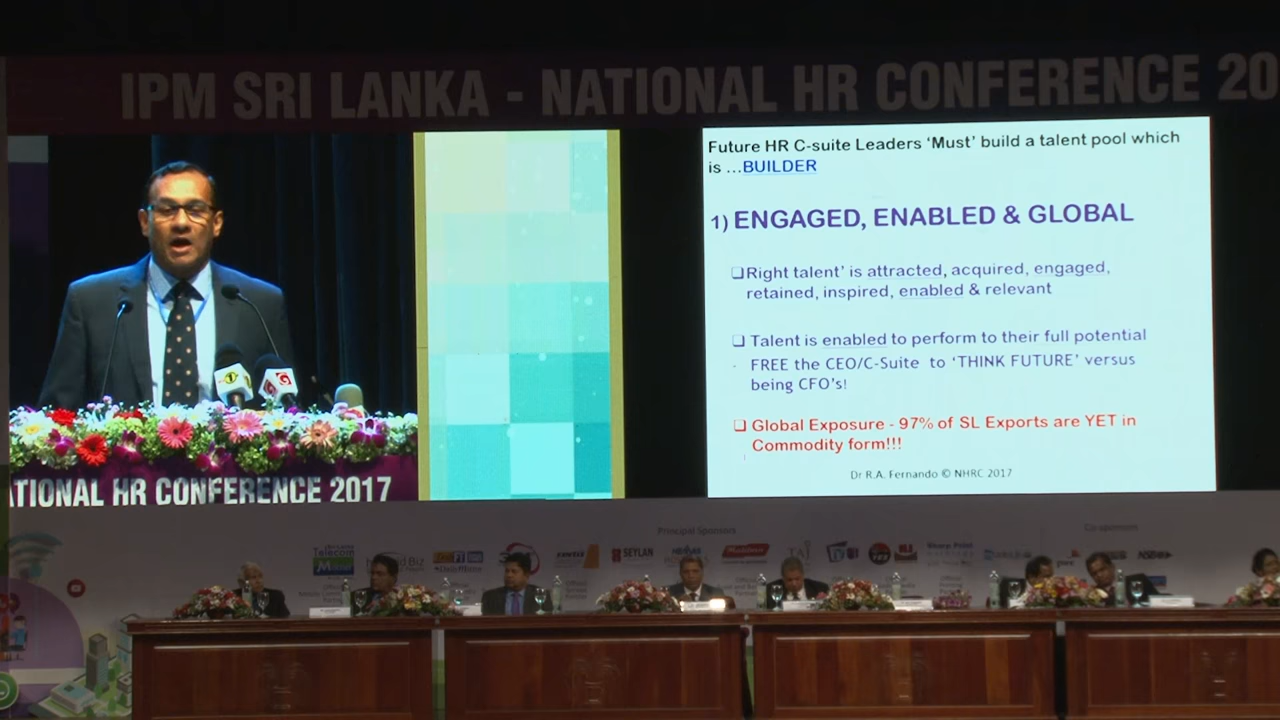 IPM SRI LANKA - NATIONAL HR CONFERENCE 20
Future HR C-suite Leaders ‘Must’ build a talent pool which
is ...BUILDER
1) ENGAGED, ENABLED & GLOBAL
❑Right talent’ is attracted, acquired, engaged,
retained, inspired, enabled & relevant
❑ Talent is enabled to perform to their full potential
- FREE the CEO/C-Suite to ‘THINK FUTURE’ versus
being CFO’s!
❑ Global Exposure - 97% of SL Exports are YET in
Commodity form!!!
Dr R.A. Fernando © NHRC 2017
ATIONAL HR CONFERENCE 2017
Principal Sponsors
Co-sponsors
Telecom
SEYLAN
TAJ